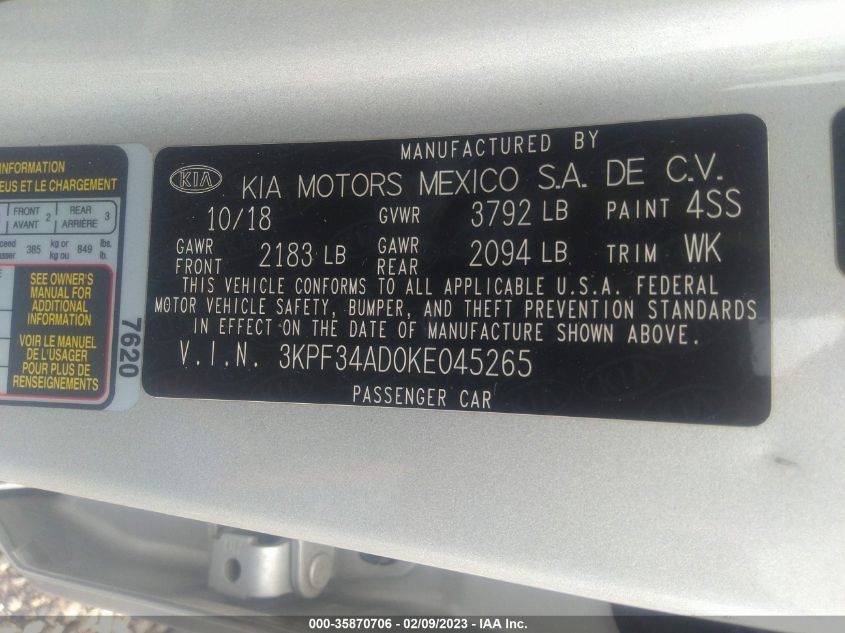 MANUFACTURED BY
KIA KIA MOTORS MEXICO S.A. DE C.V.
10/18 GVWR 3792 LB PAINT 4SS
GAWR FRONT 2183 LB GAWR REAR 2094 LB TRIM WK
THIS VEHICLE CONFORMS TO ALL APPLICABLE U.S.A. FEDERAL
MOTOR VEHICLE SAFETY, BUMPER, AND THEFT PREVENTION STANDARDS
IN EFFECT ON THE DATE OF MANUFACTURE SHOWN ABOVE.
V.I.N. 3KPF34AD0KE045265
PASSENGER CAR
INFORMATION
ET LE CHARGEMENT
FRONT 2 REAR 3
AVANT ARRIÈRE
385 kg or 849 lbs.
kg ou lb.
SEE OWNER'S
MANUAL FOR
ADDITIONAL
INFORMATION
VOIR LE MANUEL
DE L'USAGER
POUR PLUS DE
RENSEIGNEMENTS
7620
000-35870706 - 02/09/2023 - IAA Inc.